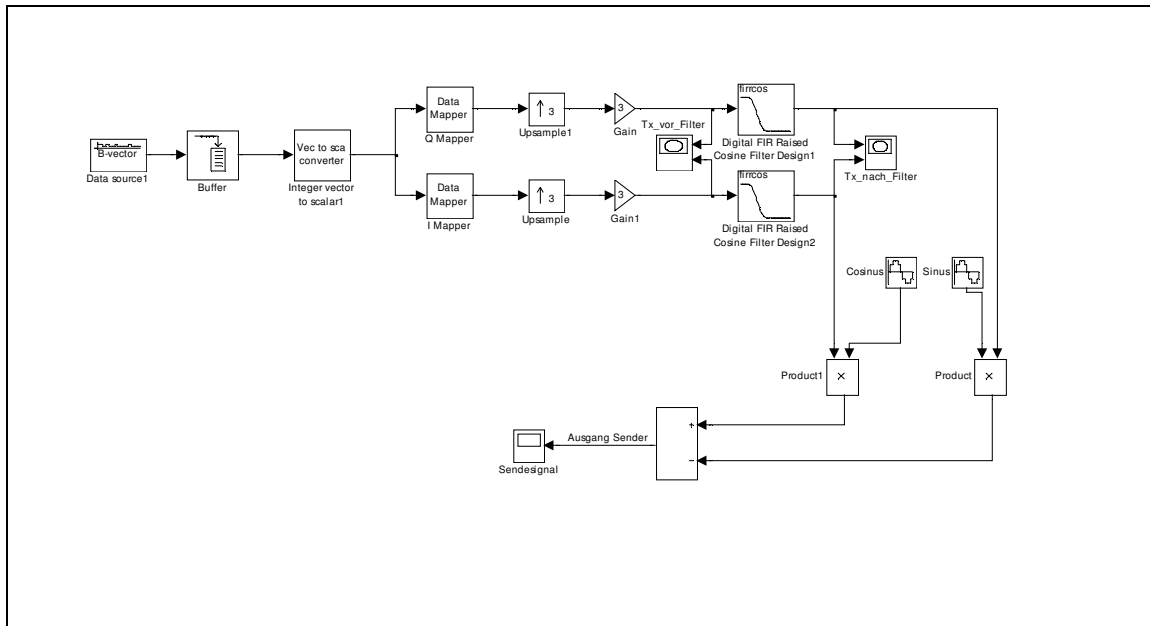 B-vector
Data source1
Buffer
Vec to sca
converter
Integer vector
to scalar1
Data
Mapper
Q Mapper
3
Upsample1
3
Gain
Tx_vor_Filter
firrcos
Digital FIR Raised
Cosine Filter Design1
Tx_nach_Filter
Data
Mapper
I Mapper
3
Upsample
3
Gain1
firrcos
Digital FIR Raised
Cosine Filter Design2
Cosinus
Sinus
Product1
×
Product
×
+
−
Ausgang Sender
Sendesignal